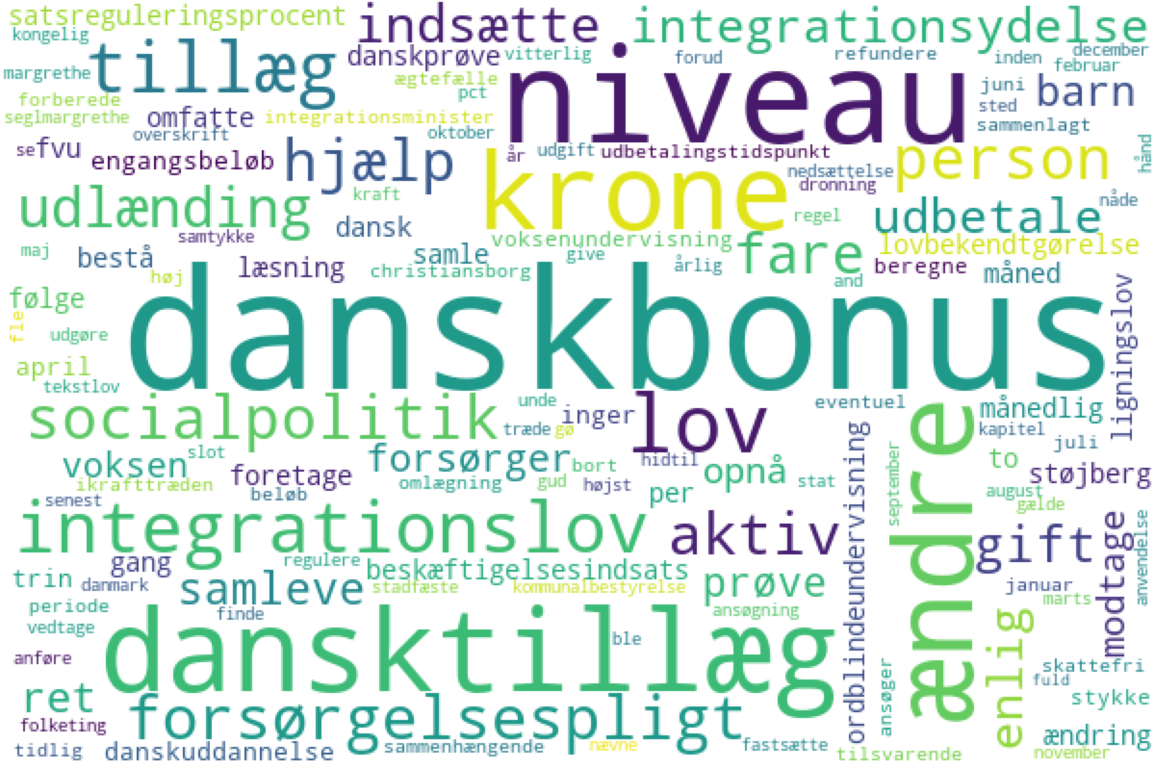 satsreguleringsprocent
indsætte
integrationsydelse
kongelig
tillæg
danskprøve
vitterlig
niveau
forud
refundere
inden
december
februar
margrethe
ægtefælle
pct
juni
barn
forberede
sted
seglmargrethe
omfatte
integrationsminister
sammenlagt
overskrift
oktober
se
fvu
engangsbeløb
hjælp
år
udgift
udbetalingstidspunkt
person
hånd
krone
nedsættelse
dronning
kraft
nåde
udlænding
dansk
regel
udbetale
samtykke
voksenundervisning
fare
lovbekendtgørelse
maj
bestå
læsning
samle
give
høj
christiansborg
årlig
beregne
måned
and
følge
danskbonus
ligningslov
fle
udgøre
april
tekstlov
socialpolitik
unde
inger
lov
eventuel
månedlig
træde
gø
kapitel
ændre
juli
slot
voksen
foretage
forsørger
bort
hidtil
opnå
ordblindeundervisning
to
støjberg
ikrafttræden
omlægning
gud
højst
stat
september
august
senest
beløb
per
gælde
integrationslov
aktiv
gift
modtage
anvendelse
gang
regulere
beskæftigelsesindsats
trin
danmark
samleve
stadfæste
kommunalbestyrelse
prøve
januar
marts
periode
finde
ansøgning
vedtage
dansktillæg
ble
enlig
anføre
ansøger
skattefri
fuld
ret
stykke
folketing
forsørgelsespligt
ændring
tidlig
danskuddannelse
sammenhængende
nævne
fastsætte
tilsvarende
november